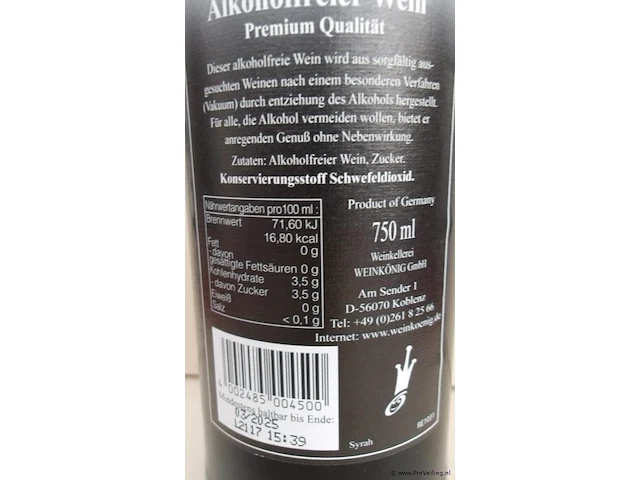 Alkoholfreier Wein
Premium Qualität
Dieser alkoholfreie Wein wird aus sorgfältig aus-
gesuchten Weinen nach einem besonderen Verfahren
(Vakuum) durch entziehung des Alkohols hergestellt.
Für alle, die Alkohol vermeiden wollen, bietet er
anregenden Genuß ohne Nebenwirkung.
Zutaten: Alkoholfreier Wein, Zucker.
Konservierungsstoff Schwefeldioxid.
Nährwertangaben pro100 ml :
Brennwert 71,60 kJ
16,80 kcal
Fett 0 g
- davon
gesättigte Fettsäuren 0 g
Kohlenhydrate 3,5 g
- davon Zucker 3,5 g
Eiweiß 0 g
Salz < 0,1 g
Product of Germany
750 ml
Weinkellerei
WEINKÖNIG GmbH
Am Sender 1
D-56070 Koblenz
Tel: +49 (0)261 8 25 66
Internet: www.weinkoenig.de
4 002485 004500
Mindestens haltbar bis Ende:
03/2025
L2117 15:39
Syrah
© www.ProVeiling.nl